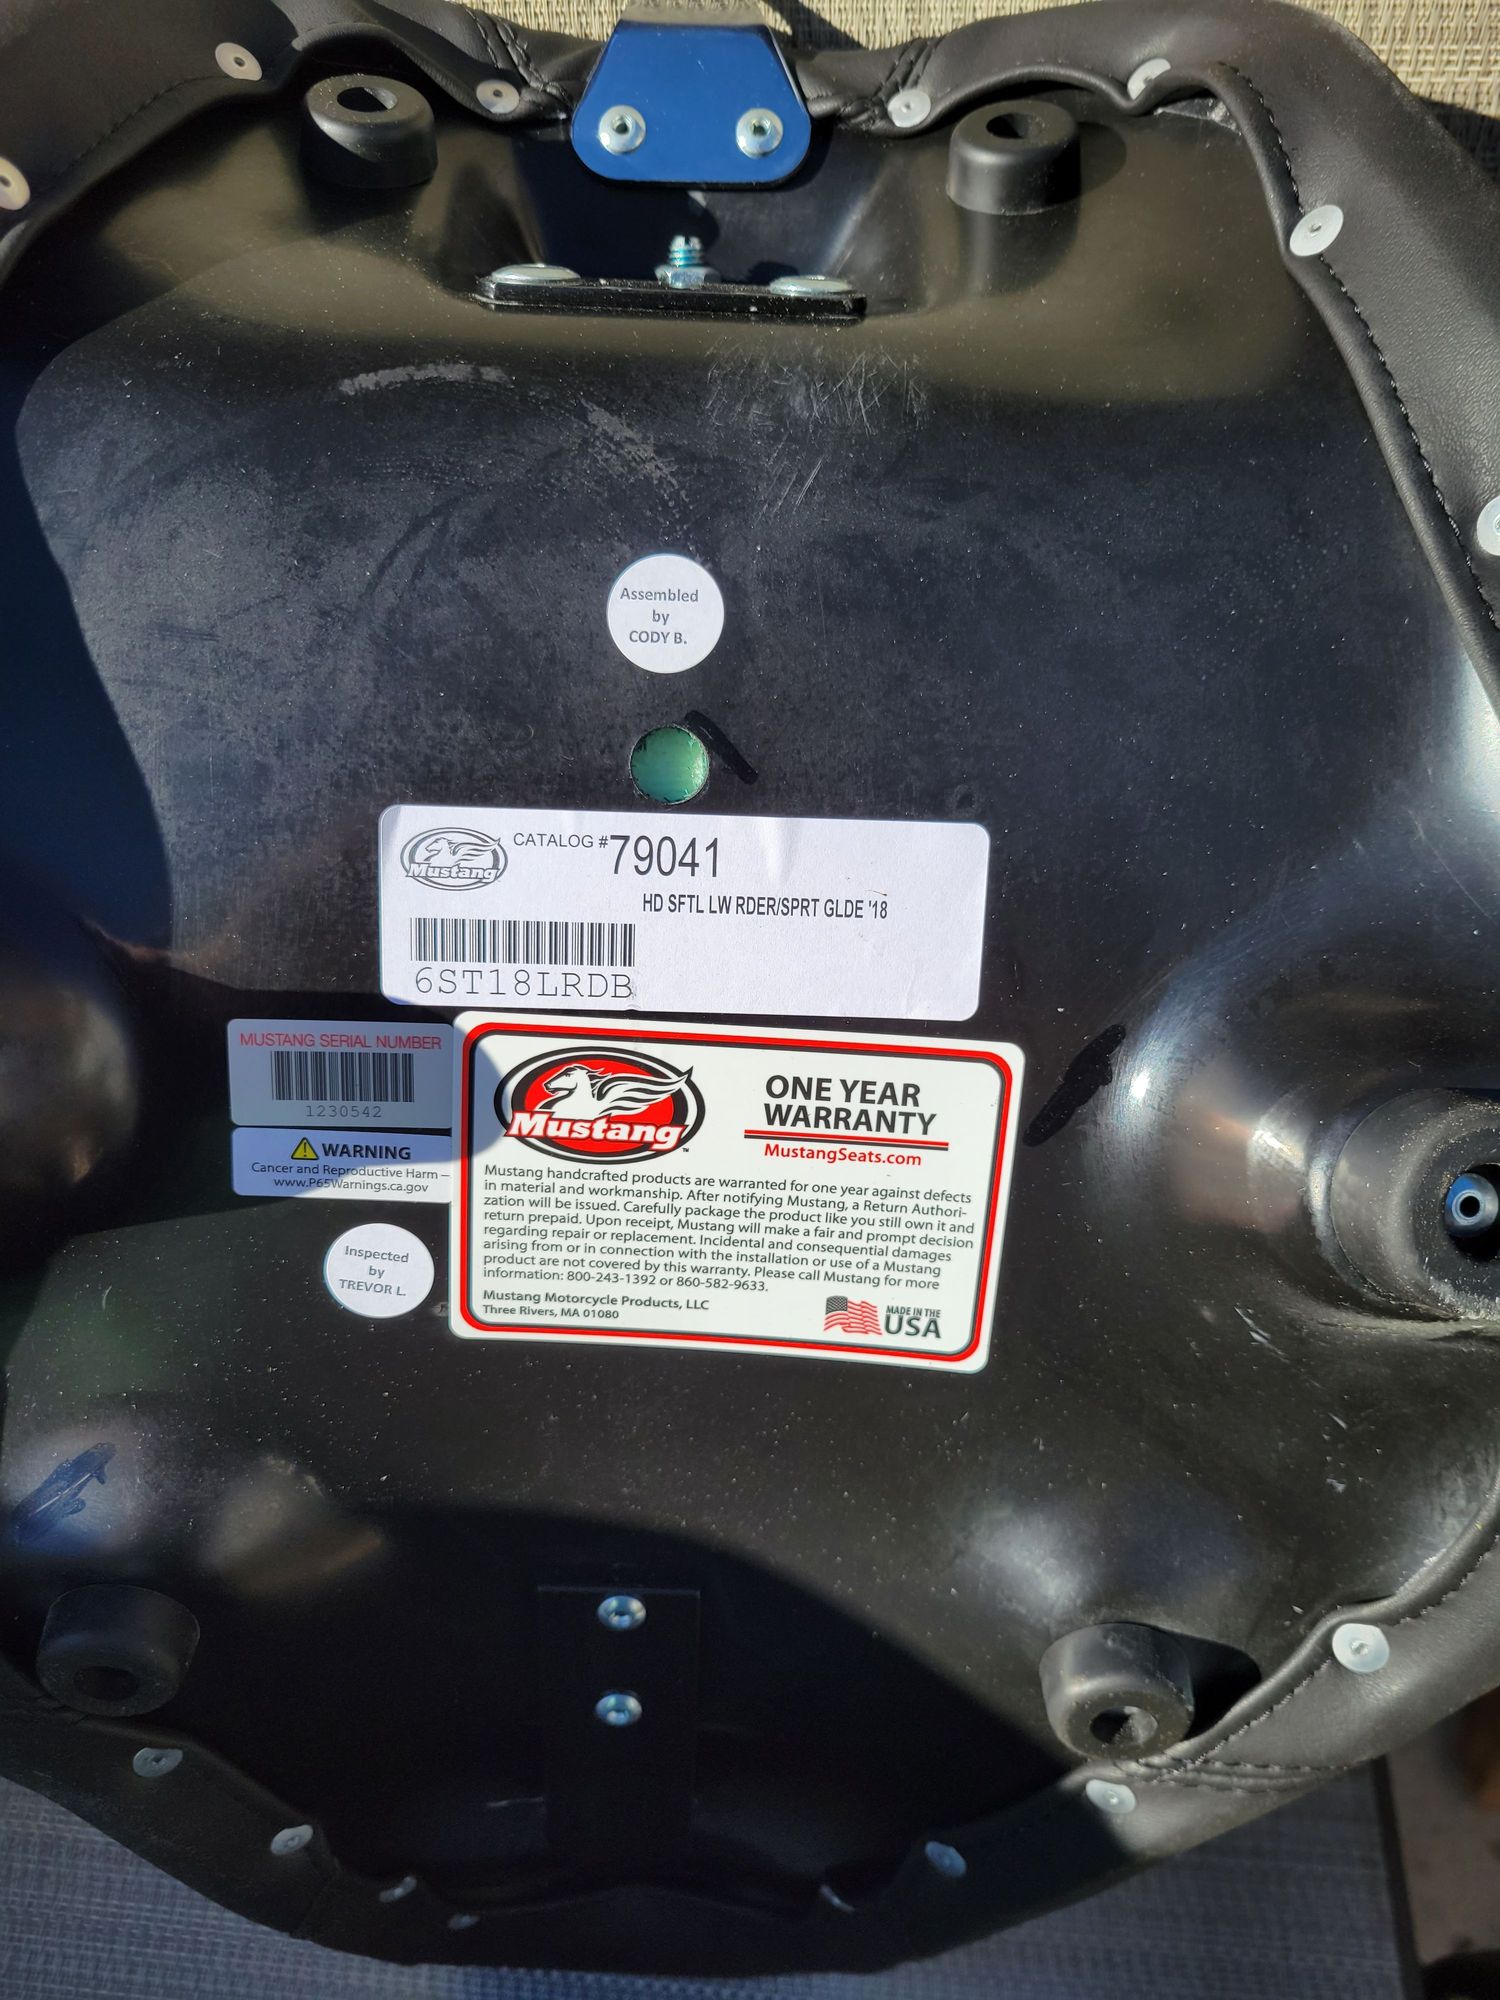 Assembled
by
CODY B.
Mustang
CATALOG # 79041
HD SFTL LW RDER/SPRT GLDE '18
6ST18LRDB
MUSTANG SERIAL NUMBER
1230542
WARNING
Cancer and Reproductive Harm –
www.P65Warnings.ca.gov
Inspected
by
TREVOR L.
Mustang™
ONE YEAR
WARRANTY
MustangSeats.com
Mustang handcrafted products are warranted for one year against defects
in material and workmanship. After notifying Mustang, a Return Authori-
zation will be issued. Carefully package the product like you still own it and
return prepaid. Upon receipt, Mustang will make a fair and prompt decision
regarding repair or replacement. Incidental and consequential damages
arising from or in connection with the installation or use of a Mustang
product are not covered by this warranty. Please call Mustang for more
information: 800-243-1392 or 860-582-9633.
Mustang Motorcycle Products, LLC
Three Rivers, MA 01080
MADE IN THE
USA